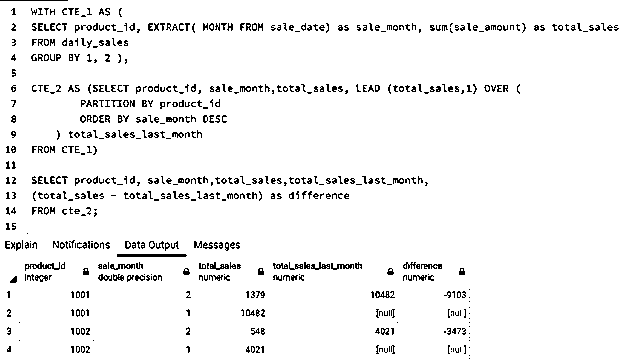 1 WITH CTE_1 AS (
2 SELECT product_id, EXTRACT( MONTH FROM sale_date) as sale_month, sum(sale_amount) as total_sales
3 FROM daily_sales
4 GROUP BY 1, 2 ),
5
6 CTE_2 AS (SELECT product_id, sale_month,total_sales, LEAD (total_sales,1) OVER (
7 PARTITION BY product_id
8 ORDER BY sale_month DESC
9 ) total_sales_last_month
10 FROM CTE_1)
11
12 SELECT product_id, sale_month,total_sales,total_sales_last_month,
13 (total_sales - total_sales_last_month) as difference
14 FROM cte_2;
15
Explain Notifications Data Output Messages
product_id sale_month total_sales total_sales_last_month difference
integer double precision numeric numeric numeric
1 1001 2 1379 10482 -9103
2 1001 1 10482 [null] [null]
3 1002 2 548 4021 -3473
4 1002 1 4021 [null] [null]